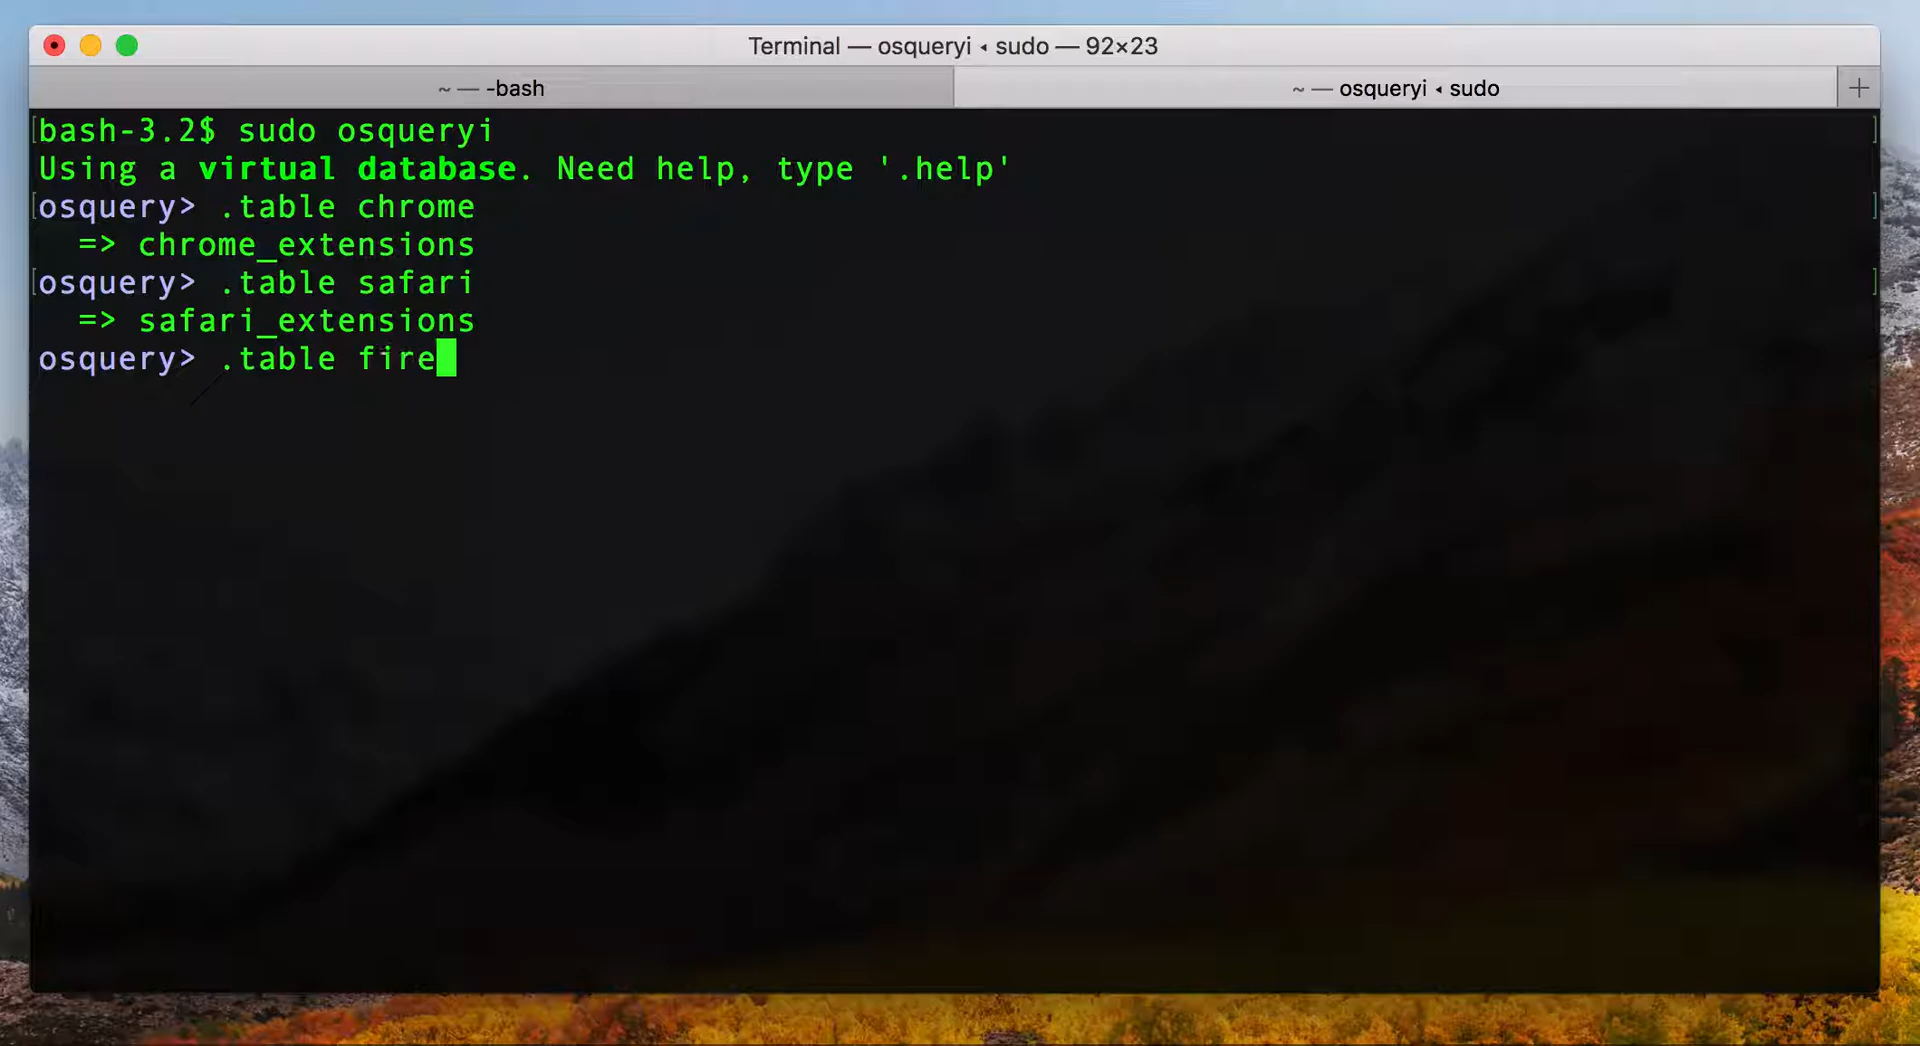 Terminal — osqueryi ◂ sudo — 92×23
~ — -bash
~ — osqueryi ◂ sudo
bash-3.2$ sudo osqueryi
Using a virtual database. Need help, type '.help'
osquery> .table chrome
  => chrome_extensions
osquery> .table safari
  => safari_extensions
osquery> .table fire